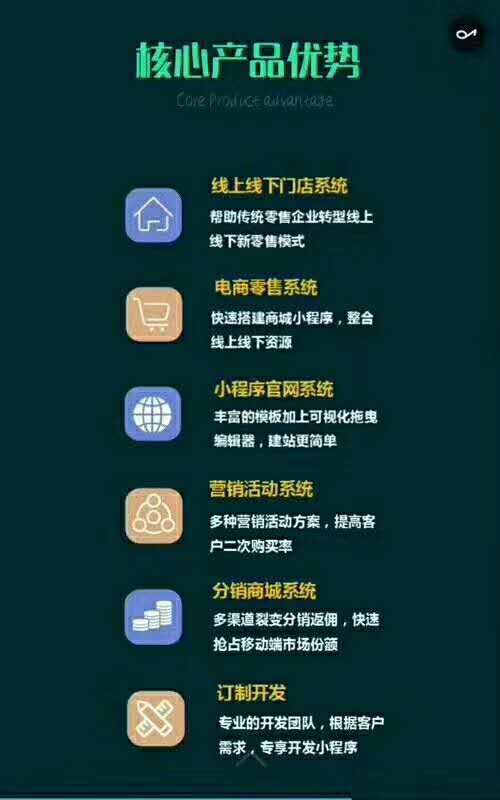 核心产品优势
Core Product advantage
线上线下门店系统
帮助传统零售企业转型线上
线下新零售模式
电商零售系统
快速搭建商城小程序，整合
线上线下资源
小程序官网系统
丰富的模板加上可视化拖曳
编辑器，建站更简单
营销活动系统
多种营销活动方案，提高客
户二次购买率
分销商城系统
多渠道裂变分销返佣，快速
抢占移动端市场份额
订制开发
专业的开发团队，根据客户
需求，专享开发小程序